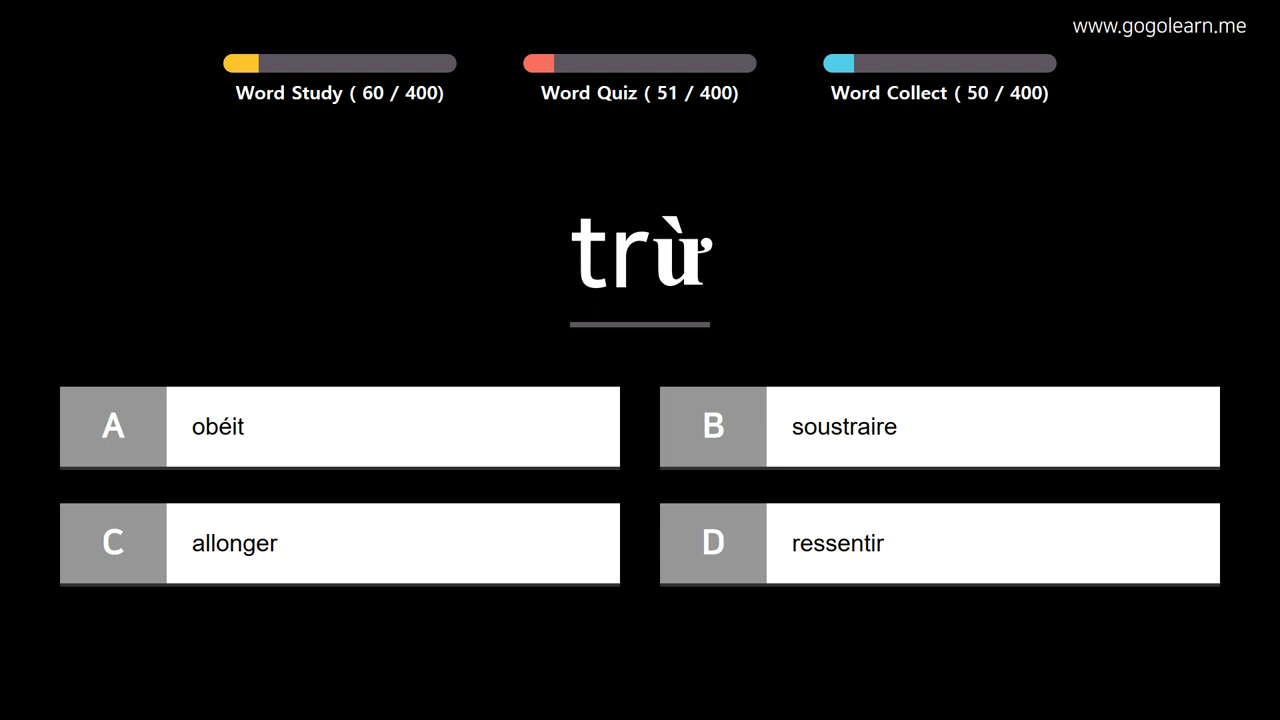 www.gogolearn.me
Word Study ( 60 / 400)
Word Quiz ( 51 / 400)
Word Collect ( 50 / 400)
trừ
A obéit
B soustraire
C allonger
D ressentir